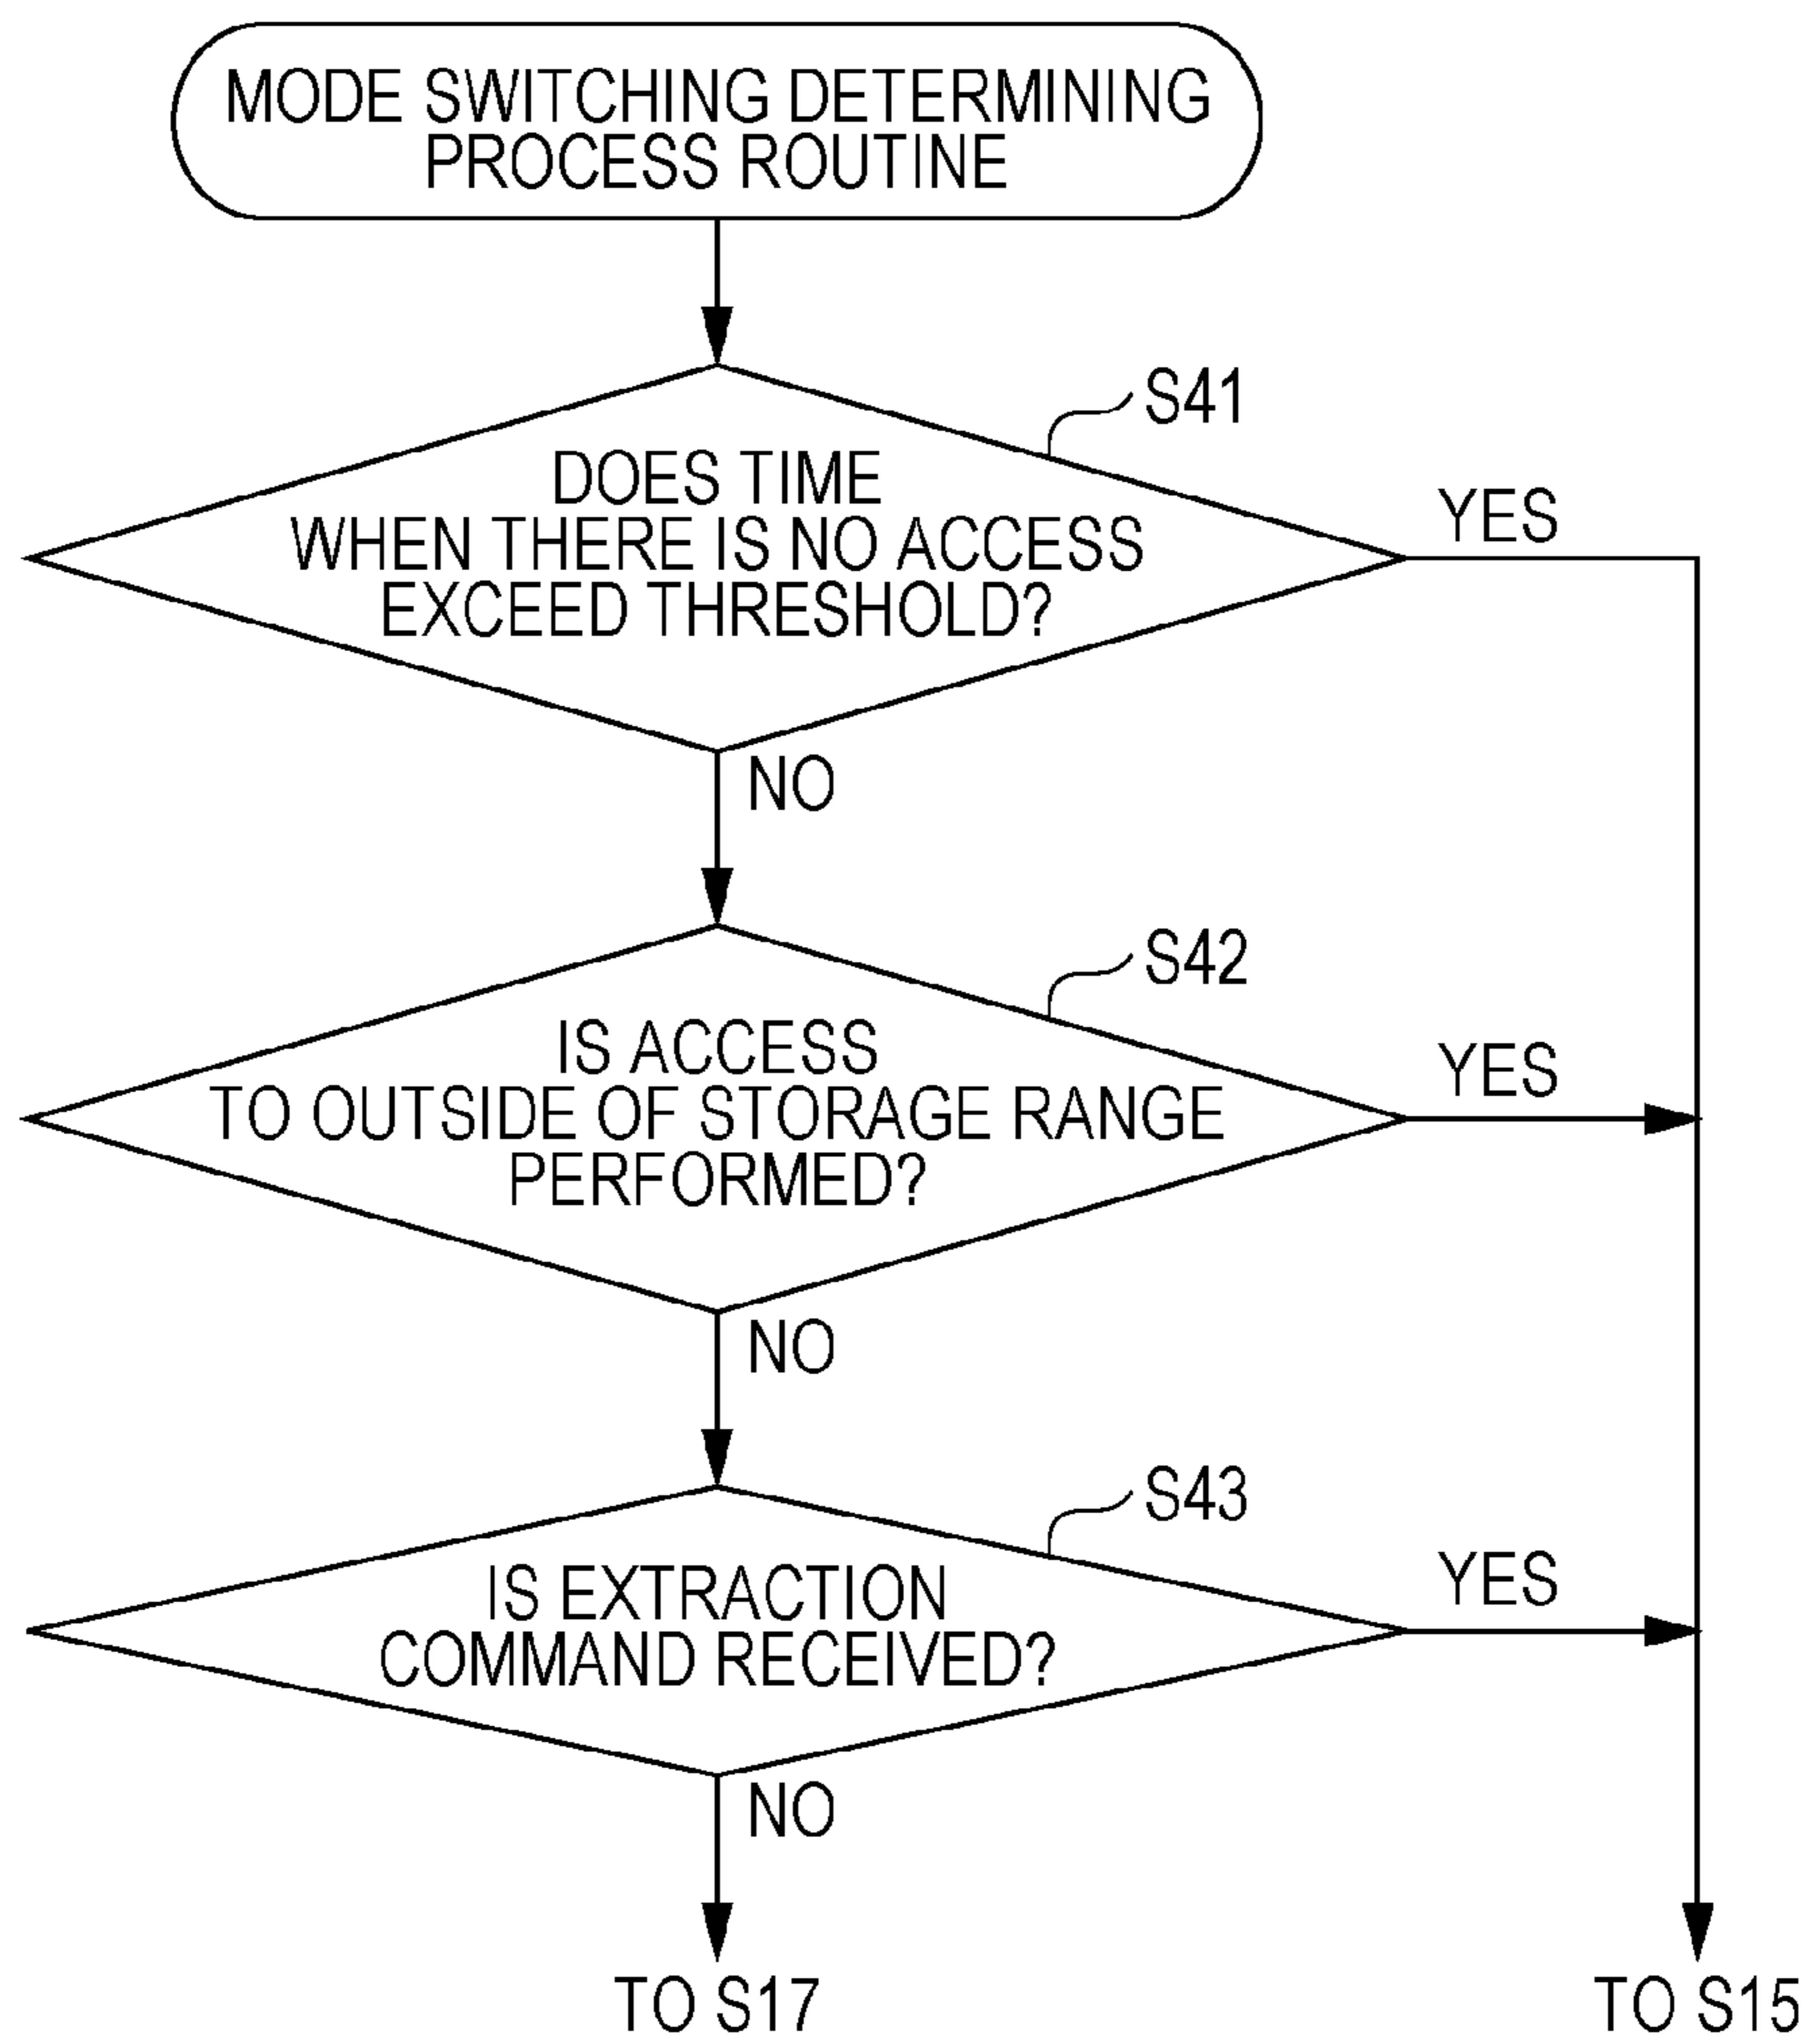 MODE SWITCHING DETERMINING
PROCESS ROUTINE
S41
DOES TIME
WHEN THERE IS NO ACCESS
EXCEED THRESHOLD?
YES
NO
S42
IS ACCESS
TO OUTSIDE OF STORAGE RANGE
PERFORMED?
YES
NO
S43
IS EXTRACTION
COMMAND RECEIVED?
YES
NO
TO S17
TO S15